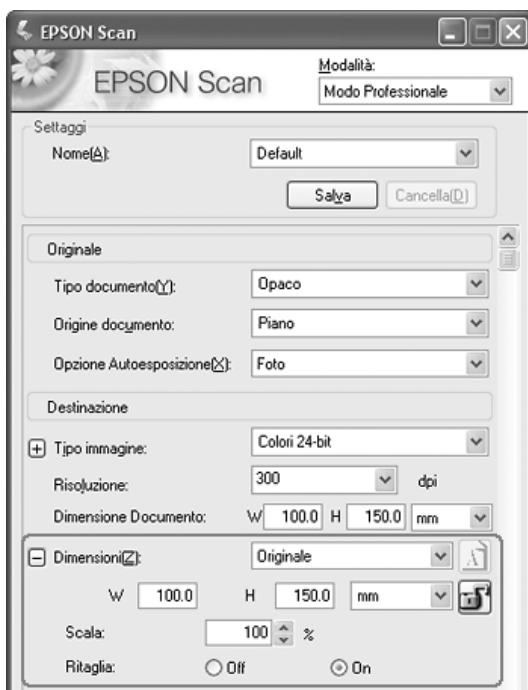 EPSON Scan
EPSON Scan
Modalità:
Modo Professionale
Settaggi
Nome(A): Default
Salva Cancella(D)
Originale
Tipo documento(Y): Opaco
Origine documento: Piano
Opzione Autoesposizione(X): Foto
Destinazione
Tipo immagine: Colori 24-bit
Risoluzione: 300 dpi
Dimensione Documento: W 100.0 H 150.0 mm
Dimensioni(Z): Originale A
W 100.0 H 150.0 mm
Scala: 100 %
Ritaglia: Off On